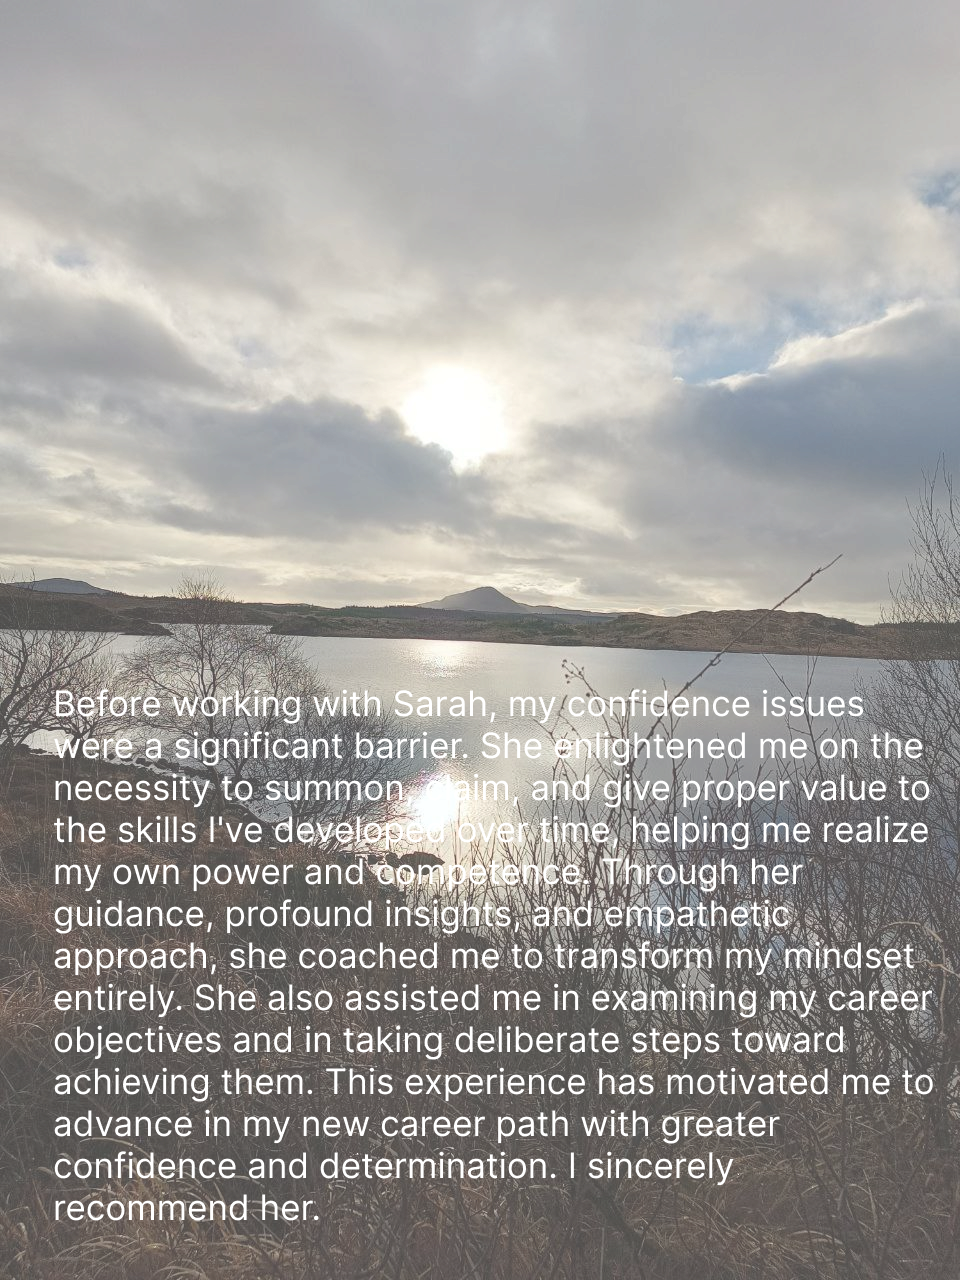 Before working with Sarah, my confidence issues
were a significant barrier. She enlightened me on the
necessity to summon, claim, and give proper value to
the skills I've developed over time, helping me realize
my own power and competence. Through her
guidance, profound insights, and empathetic
approach, she coached me to transform my mindset
entirely. She also assisted me in examining my career
objectives and in taking deliberate steps toward
achieving them. This experience has motivated me to
advance in my new career path with greater
confidence and determination. I sincerely
recommend her.